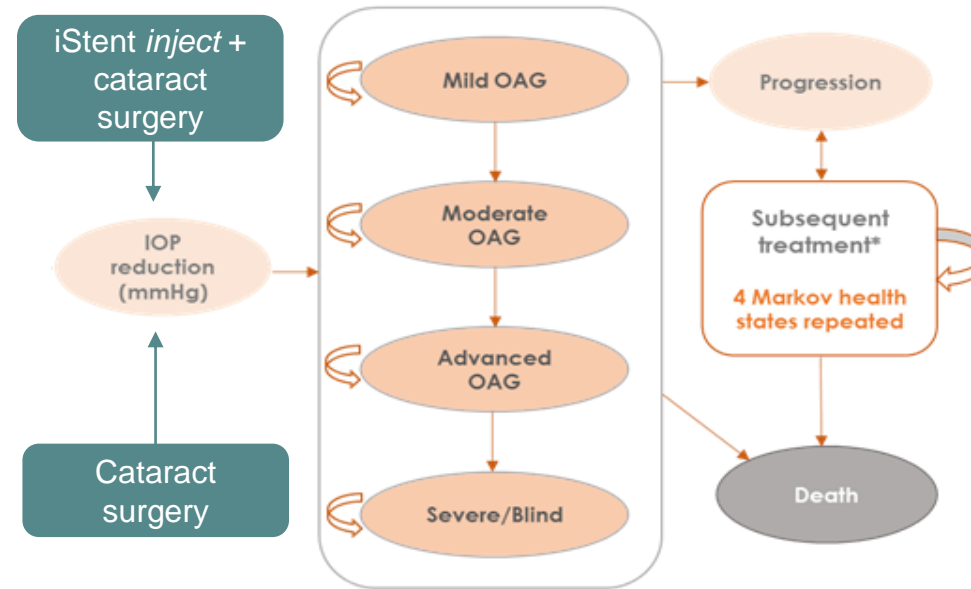 iStent inject +
cataract
surgery
IOP
reduction
(mmHg)
Cataract
surgery
Mild OAG
Moderate
OAG
Advanced
OAG
Severe/Blind
Progression
Subsequent
treatment*
4 Markov health
states repeated
Death